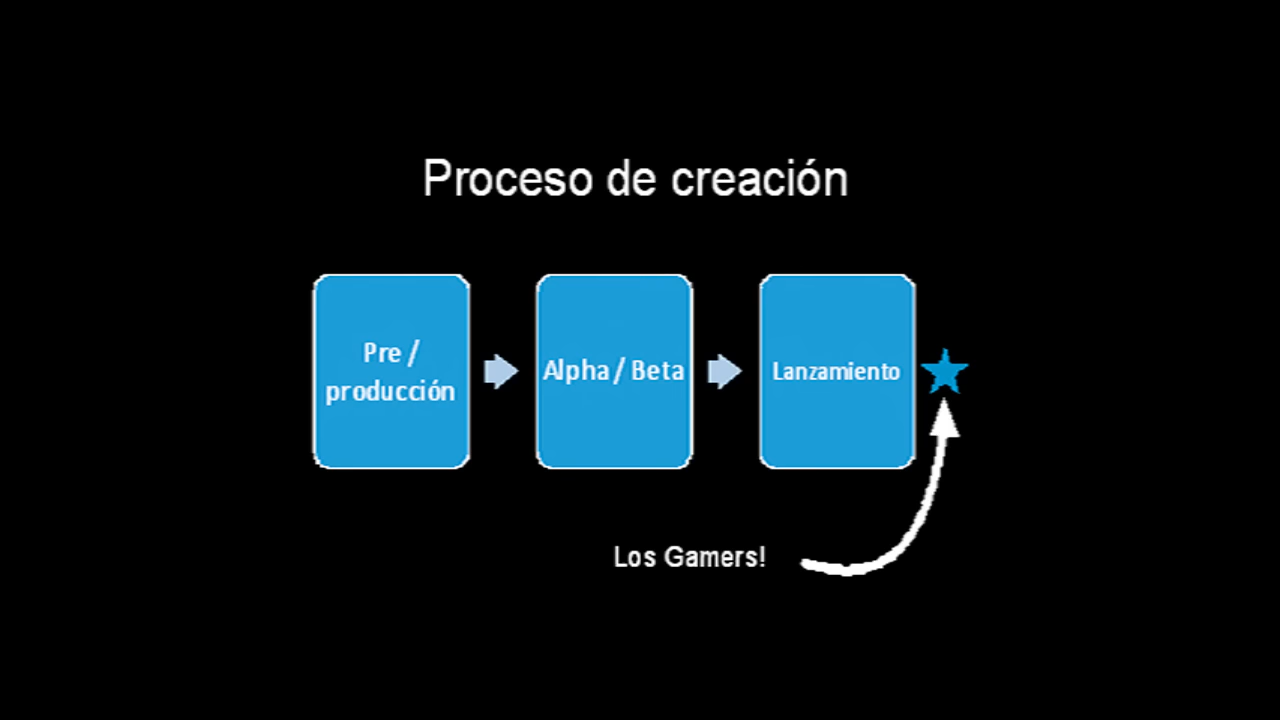 Proceso de creación
Pre /
producción
Alpha / Beta
Lanzamiento
Los Gamers!